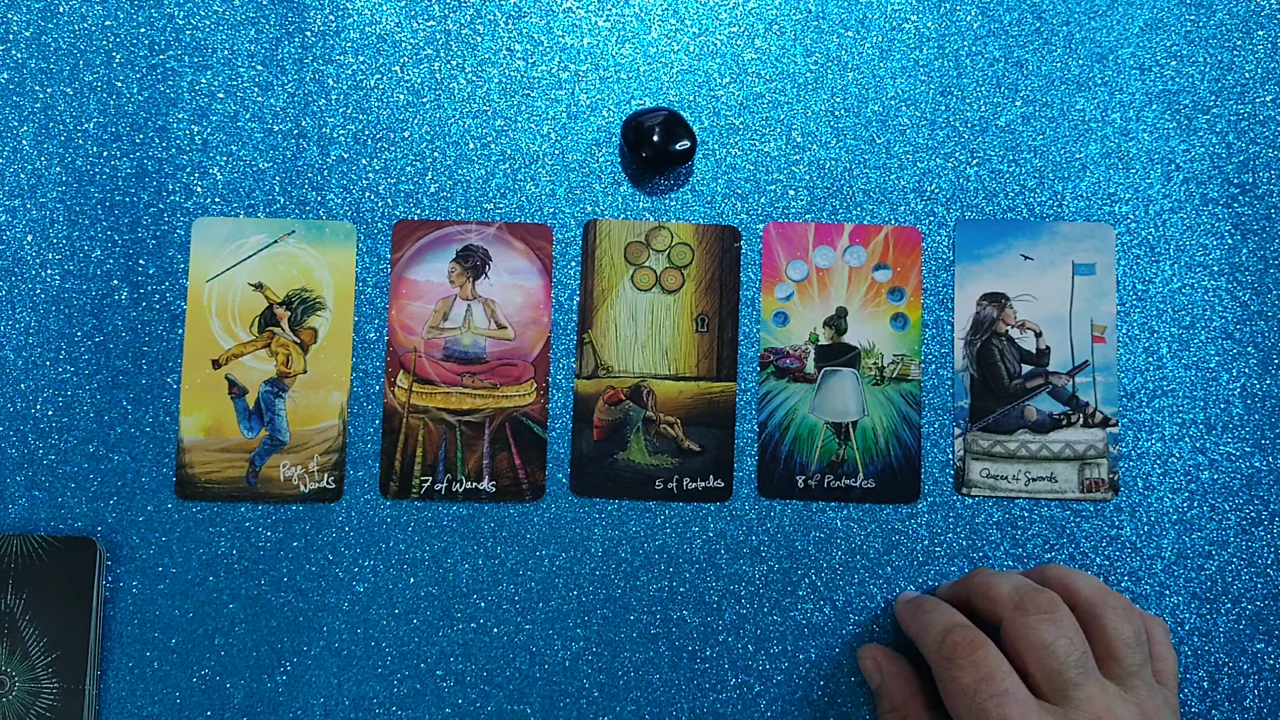 Page of
Wands
7 of Wands
5 of Pentacles
8 of Pentacles
Queen of Swords